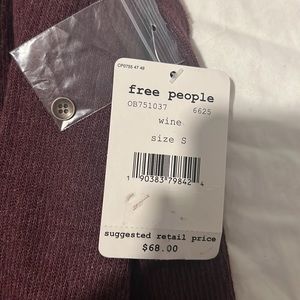 CP0755 47 48
free people
OB751037 6625
wine
size S
1 90383 79842 4
suggested retail price
$68.00